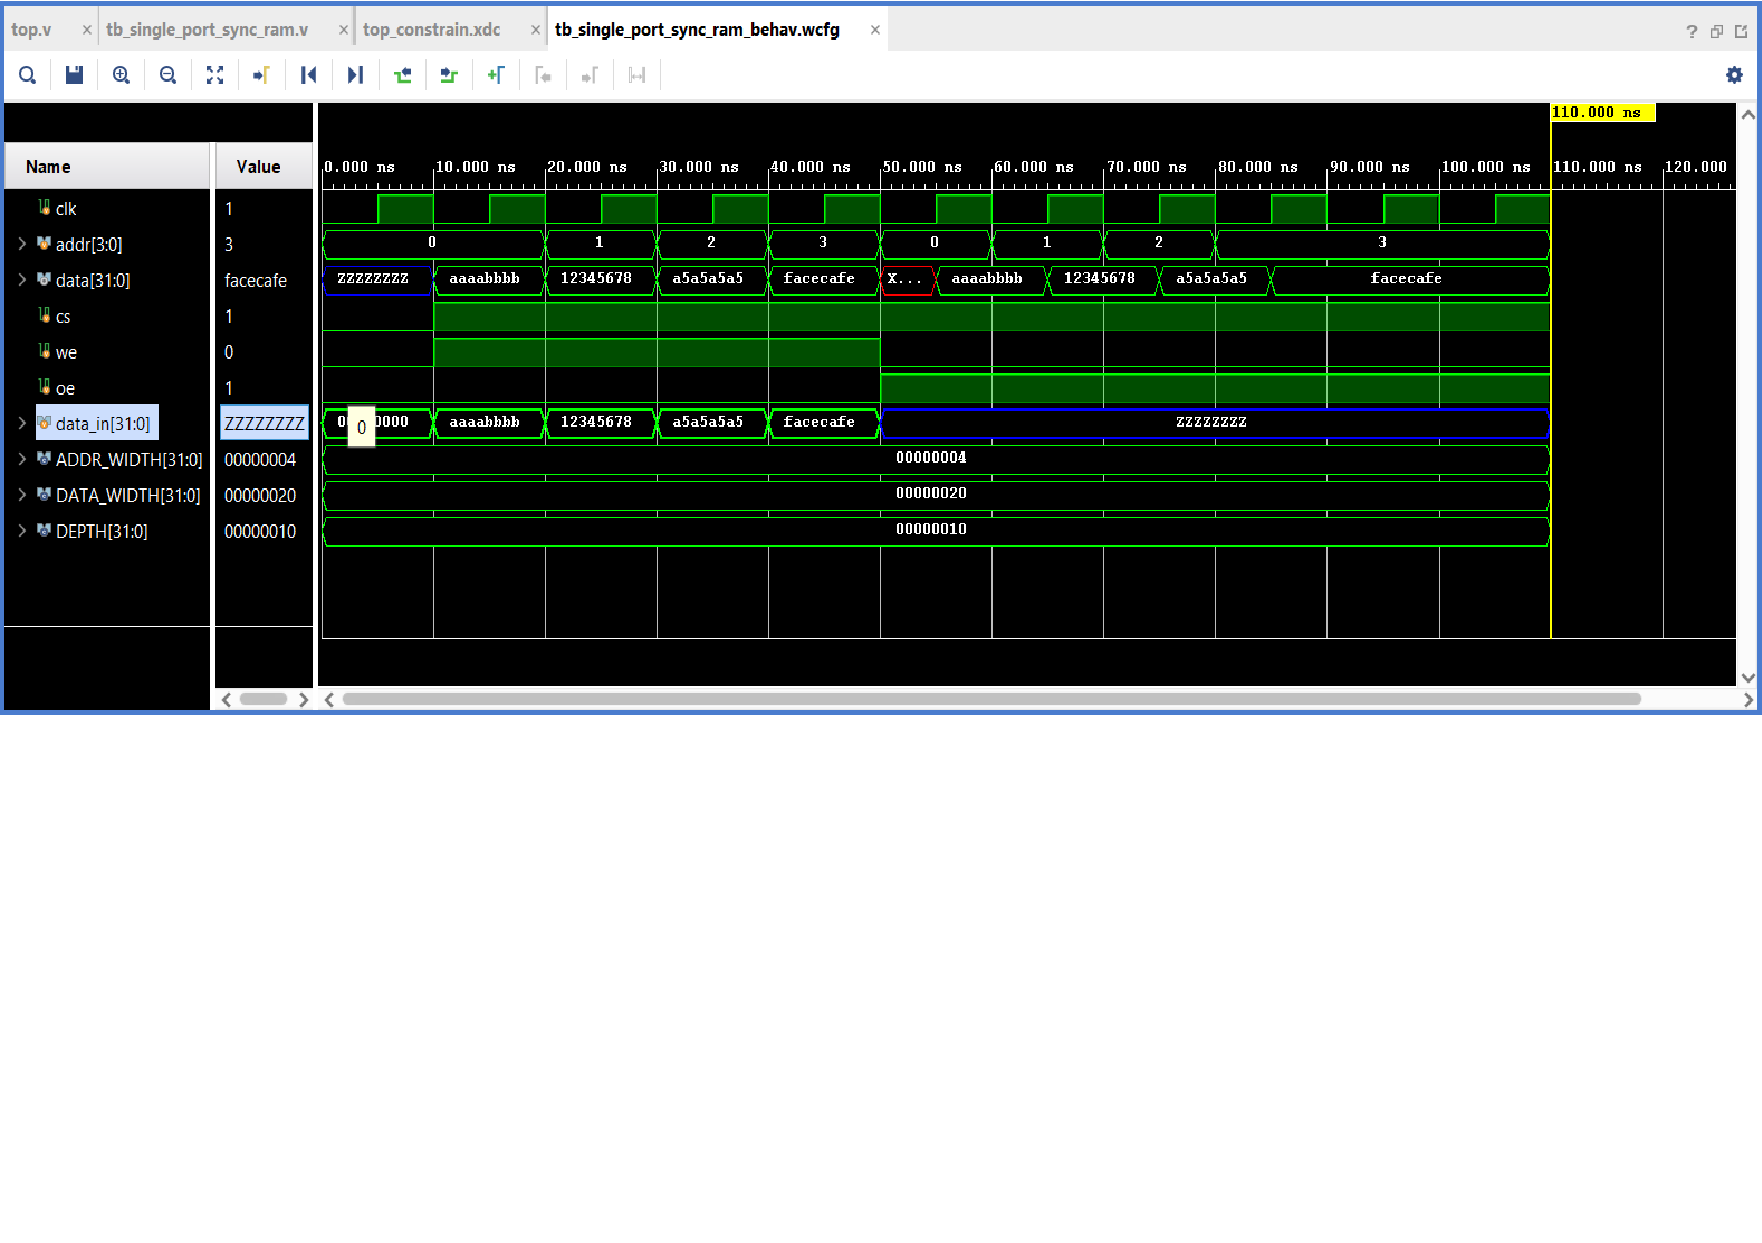 top.v × tb_single_port_sync_ram.v × top_constrain.xdc × tb_single_port_sync_ram_behav.wcfg × ?
110.000 ns
Name Value 0.000 ns 10.000 ns 20.000 ns 30.000 ns 40.000 ns 50.000 ns 60.000 ns 70.000 ns 80.000 ns 90.000 ns 100.000 ns 110.000 ns 120.000
clk 1
addr[3:0] 3 0 1 2 3 0 1 2 3
data[31:0] facecafe ZZZZZZZZ aaaabbbb 12345678 a5a5a5a5 facecafe X... aaaabbbb 12345678 a5a5a5a5 facecafe
cs 1
we 0
oe 1
data_in[31:0] ZZZZZZZZ 0000 0 aaaabbbb 12345678 a5a5a5a5 facecafe ZZZZZZZZ
ADDR_WIDTH[31:0] 00000004 00000004
DATA_WIDTH[31:0] 00000020 00000020
DEPTH[31:0] 00000010 00000010